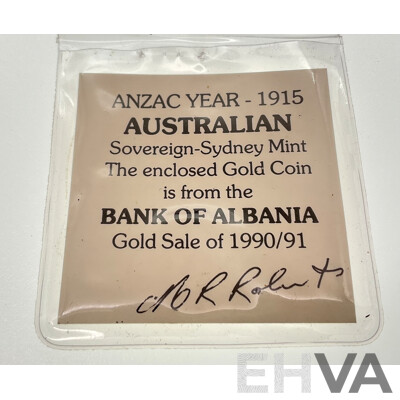 ANZAC YEAR - 1915
AUSTRALIAN
Sovereign-Sydney Mint
The enclosed Gold Coin
is from the
BANK OF ALBANIA
Gold Sale of 1990/91
R Roberts
EHVA